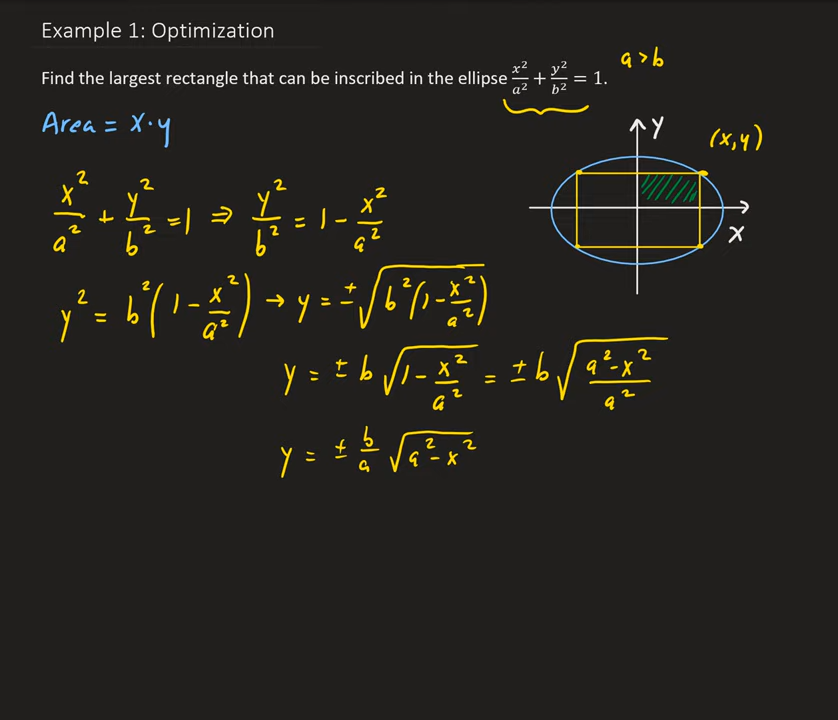 Example 1: Optimization
Find the largest rectangle that can be inscribed in the ellipse x²/a² + y²/b² = 1.
a > b
Area = x·y
y
(x,y)
x
x²/a² + y²/b² = 1 ⇒ y²/b² = 1 - x²/a²
y² = b²(1 - x²/a²) → y = ±√(b²(1 - x²/a²))
y = ± b √(1 - x²/a²) = ± b √((a² - x²)/a²)
y = ± b/a √(a² - x²)